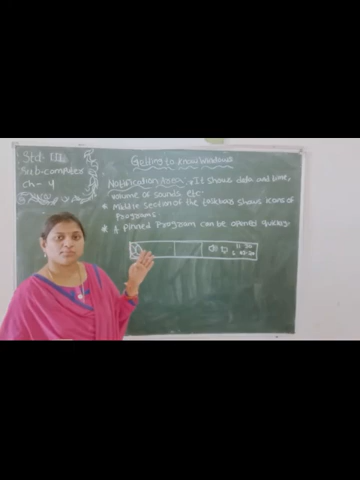 Std. III
Sub-computer
Ch- 4
Getting to know windows
Notification Area: It shows date and time,
volume of sounds etc-
* Middle section of the taskbar shows icons of
Programs.
* A Pinned Program can be opened quickly.